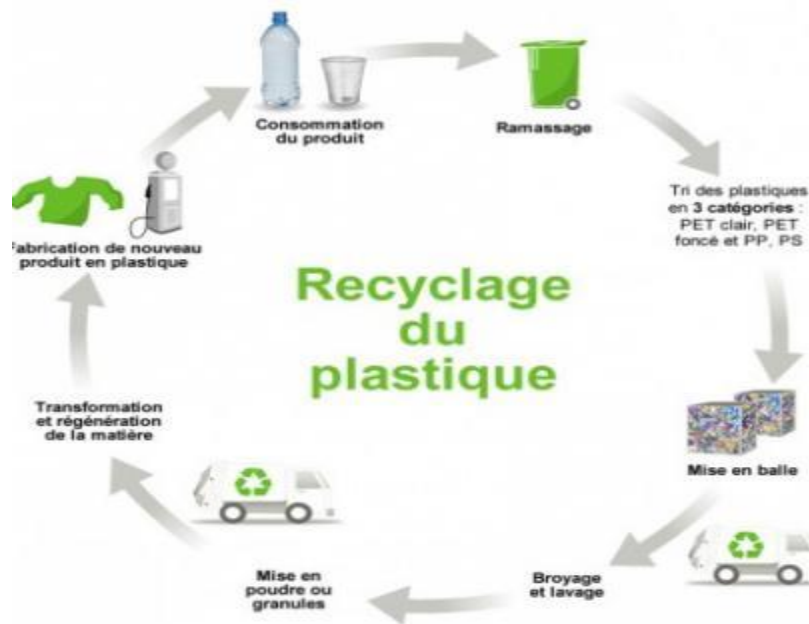 Consommation
du produit
Ramassage
Tri des plastiques
en 3 catégories :
PET clair, PET
foncé et PP, PS
Mise en balle
Broyage
et lavage
Mise en
poudre ou
granules
Transformation
et régénération
de la matière
Fabrication de nouveau
produit en plastique
Recyclage
du
plastique